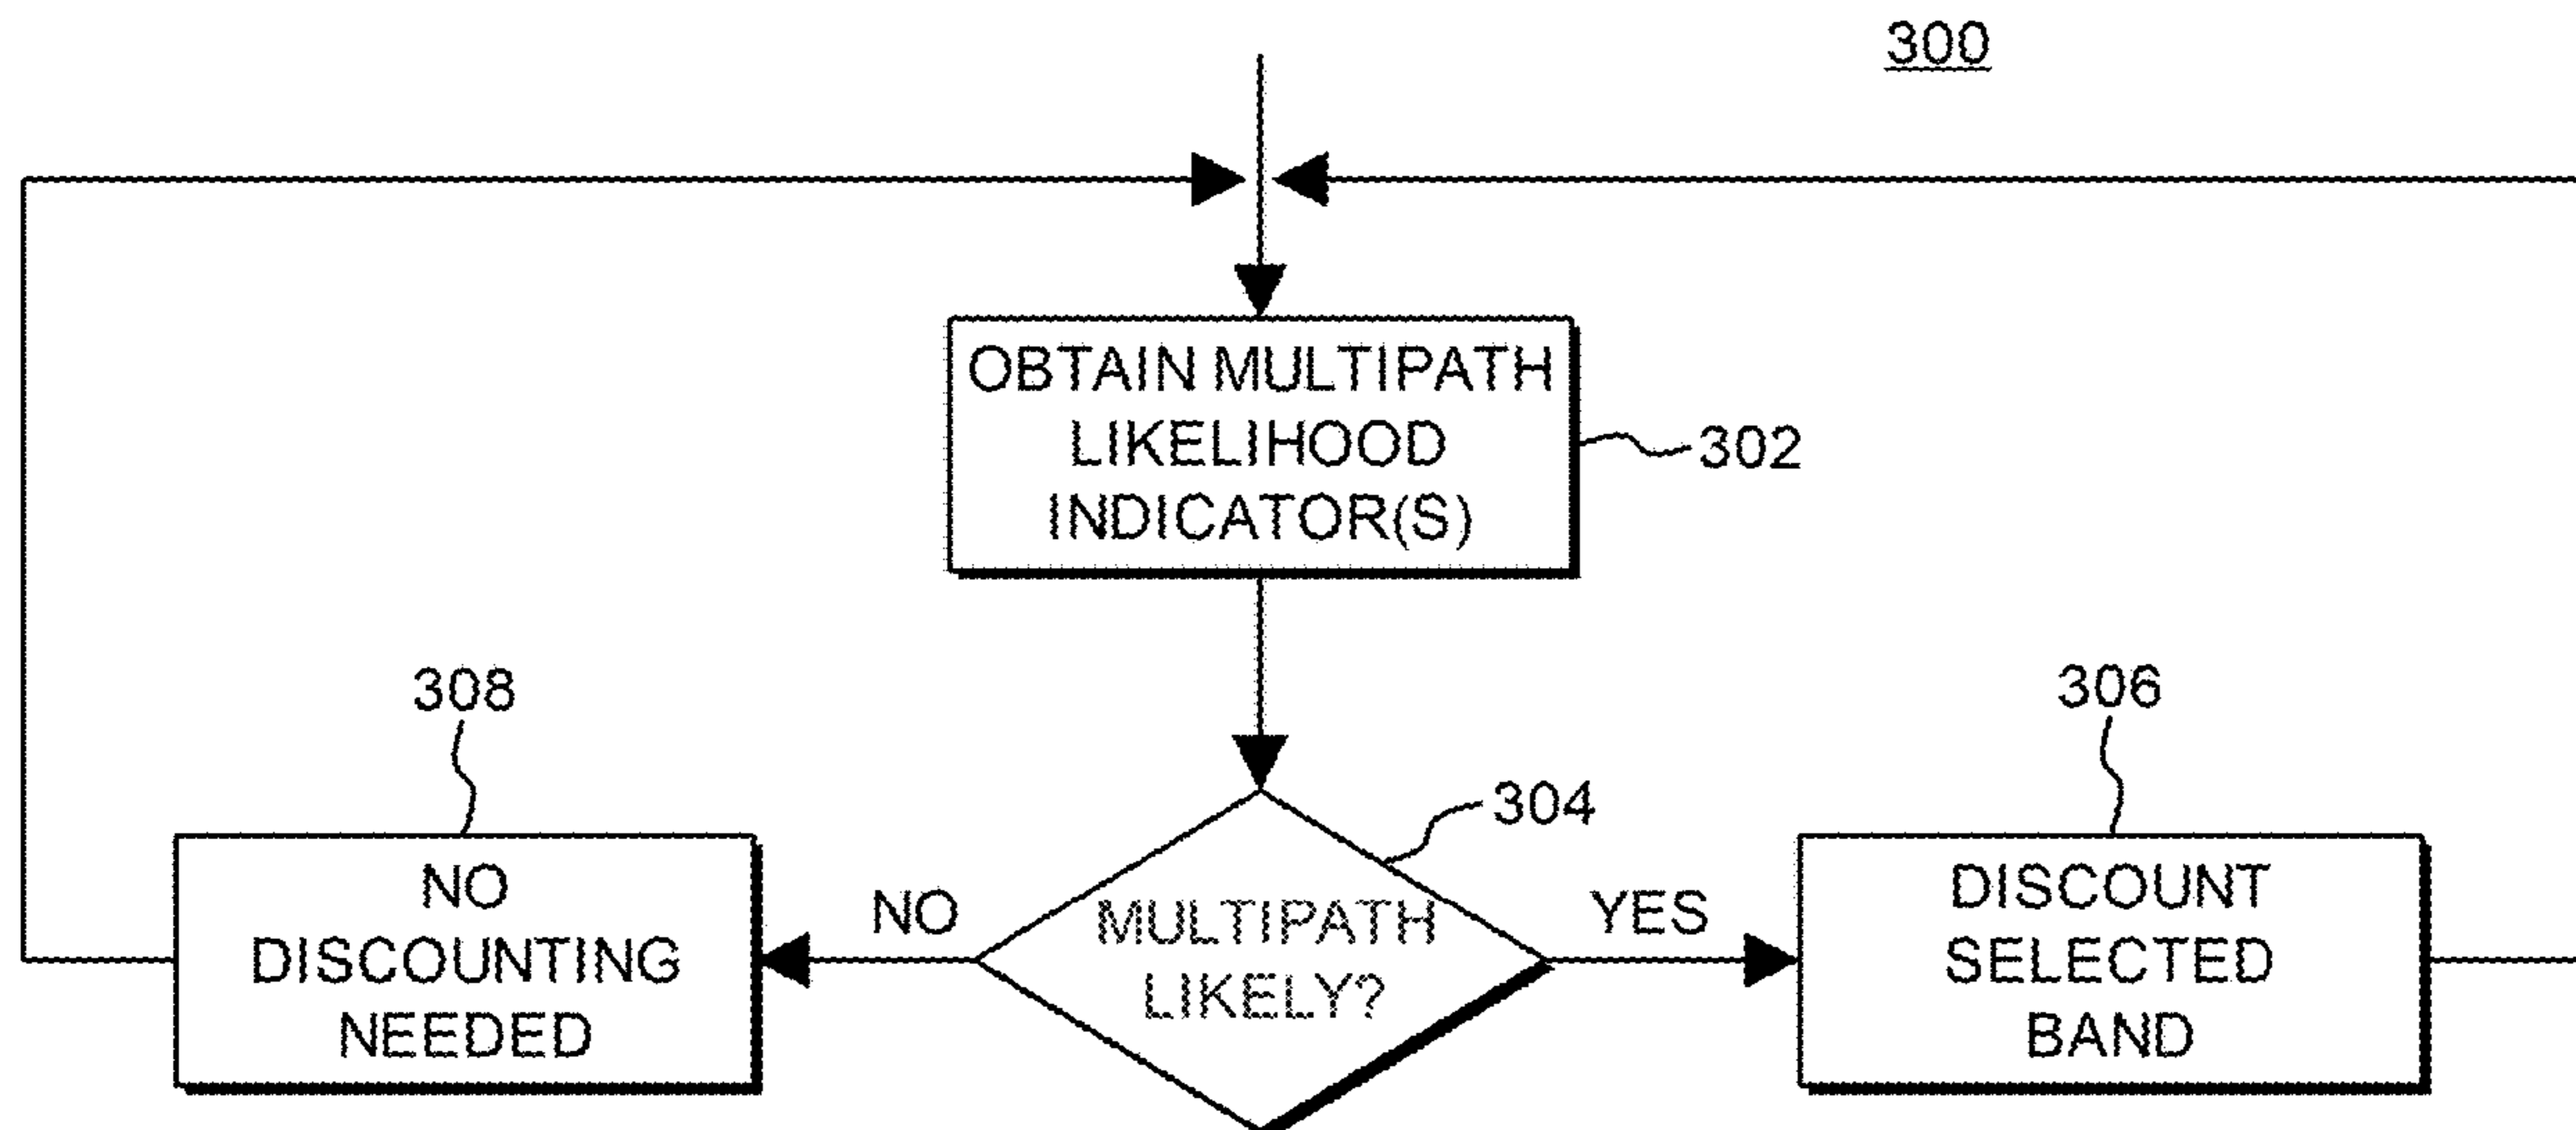 300
OBTAIN MULTIPATH
LIKELIHOOD
INDICATOR(S)
302
308
306
304
NO
DISCOUNTING
NEEDED
NO
MULTIPATH
LIKELY?
YES
DISCOUNT
SELECTED
BAND